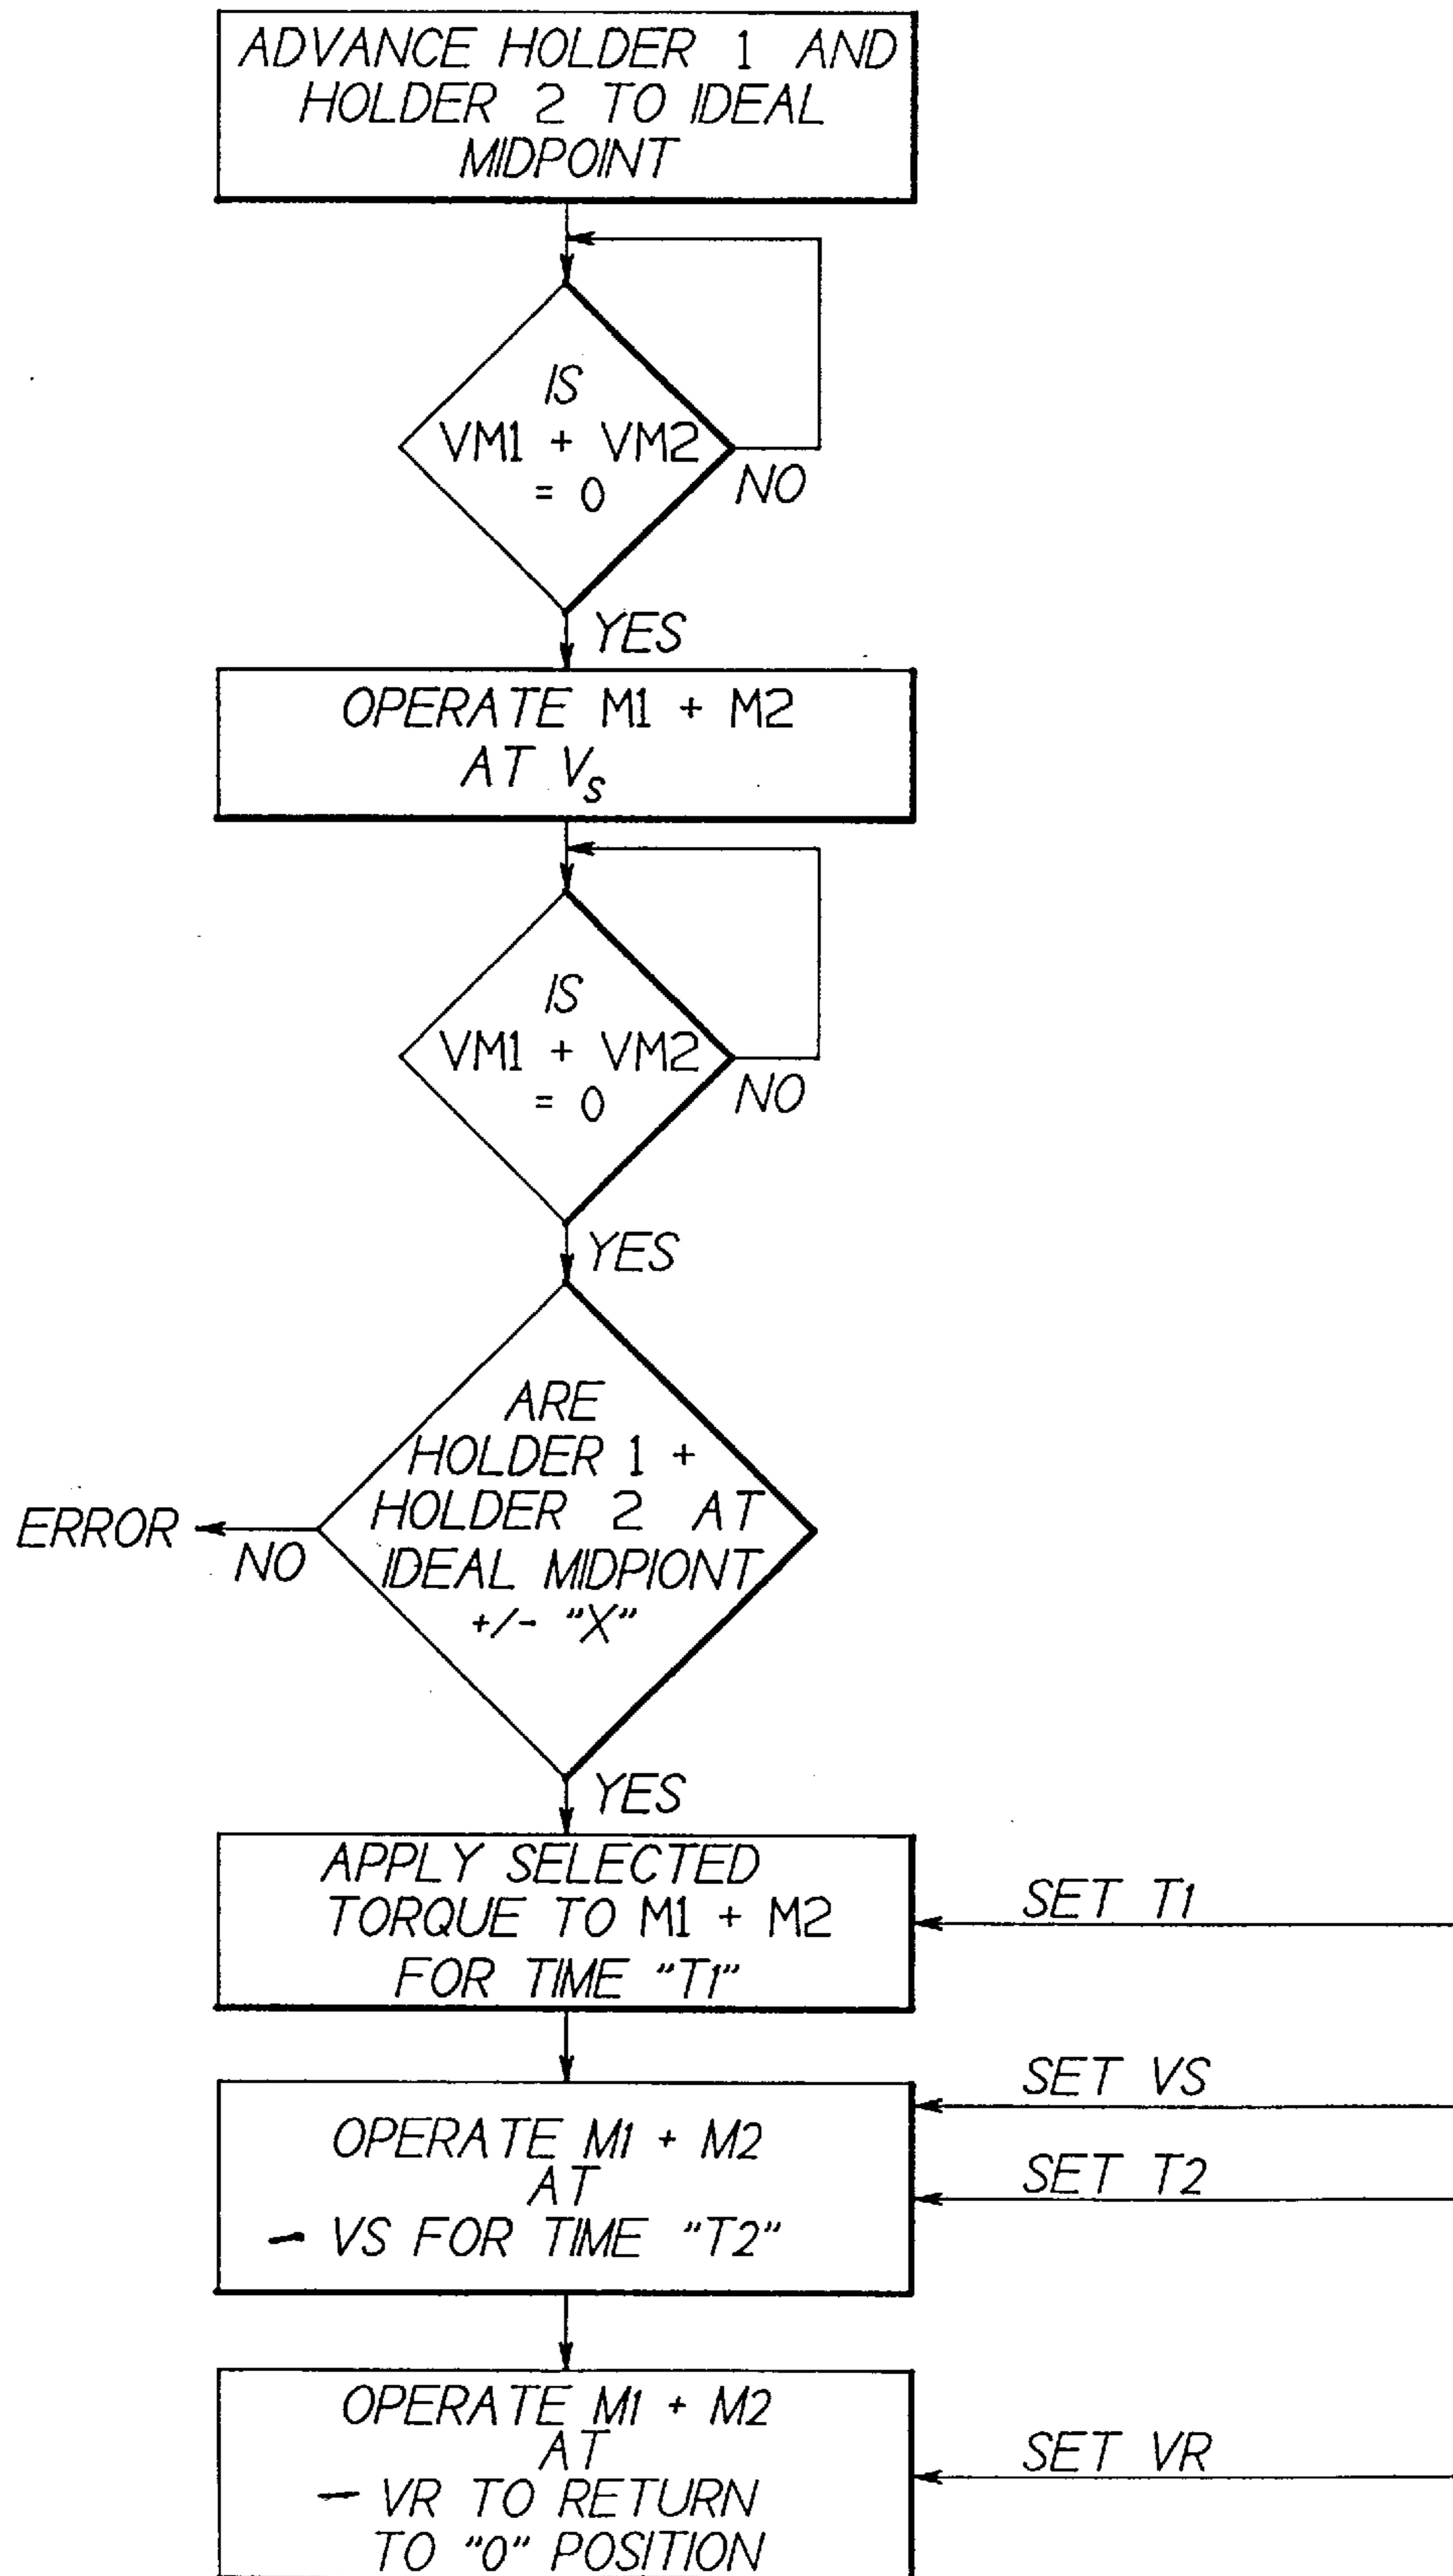 ADVANCE HOLDER 1 AND
HOLDER 2 TO IDEAL
MIDPOINT
IS
VM1 + VM2
= 0
NO
YES
OPERATE M1 + M2
AT Vs
IS
VM1 + VM2
= 0
NO
YES
ARE
HOLDER 1 +
HOLDER 2 AT
IDEAL MIDPIONT
+/- "X"
ERROR
NO
YES
APPLY SELECTED
TORQUE TO M1 + M2
FOR TIME "T1"
SET T1
OPERATE M1 + M2
AT
- VS FOR TIME "T2"
SET VS
SET T2
OPERATE M1 + M2
AT
- VR TO RETURN
TO "0" POSITION
SET VR